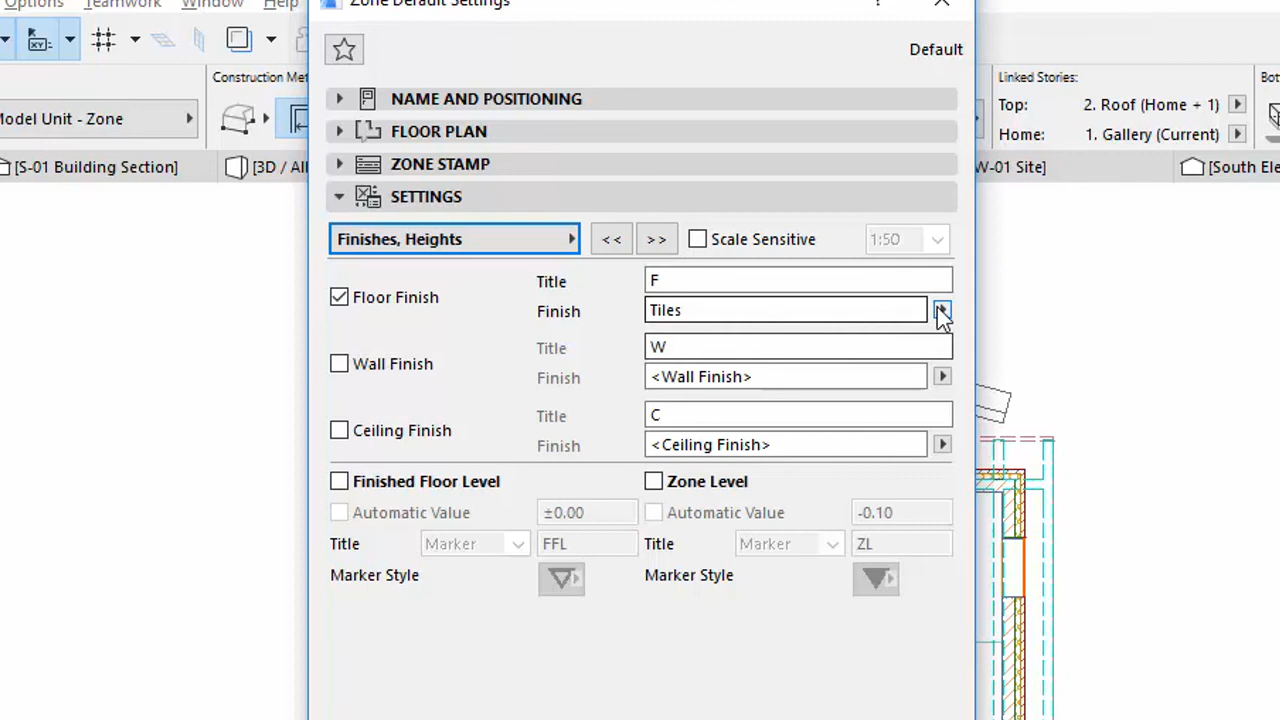 Options Teamwork Window Help
Zone Default Settings ?
Default
Construction Met
Model Unit - Zone
Linked Stories:
Top: 2. Roof (Home + 1)
Home: 1. Gallery (Current)
Bot
[S-01 Building Section]
[3D / All
W-01 Site]
[South Ele
NAME AND POSITIONING
FLOOR PLAN
ZONE STAMP
SETTINGS
Finishes, Heights << >> Scale Sensitive 1:50
Floor Finish
Title F
Finish Tiles
Wall Finish
Title W
Finish <Wall Finish>
Ceiling Finish
Title C
Finish <Ceiling Finish>
Finished Floor Level Zone Level
Automatic Value ±0.00 Automatic Value -0.10
Title Marker FFL Title Marker ZL
Marker Style Marker Style